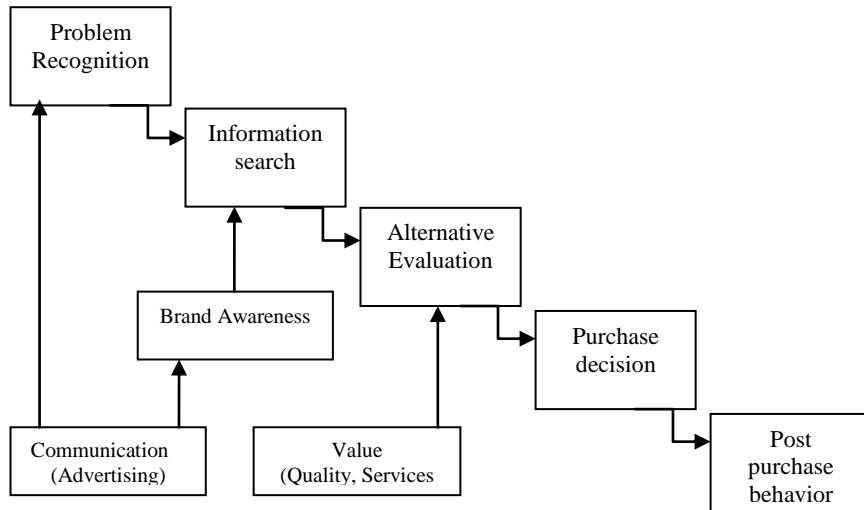 Problem
Recognition
Information
search
Alternative
Evaluation
Brand Awareness
Purchase
decision
Communication
(Advertising)
Value
(Quality, Services
Post
purchase
behavior